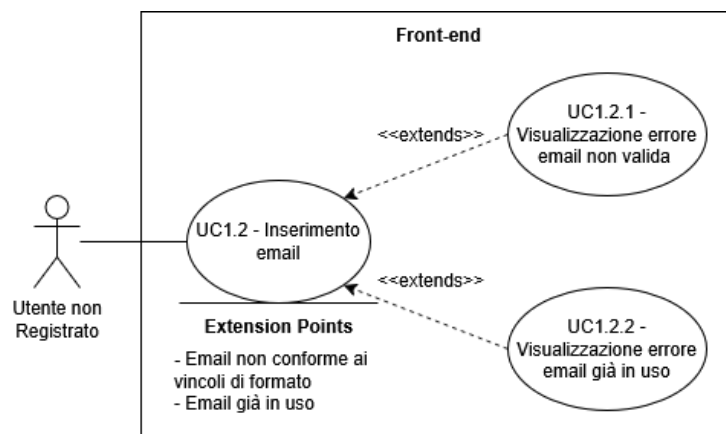 Front-end
UC1.2.1 -
Visualizzazione errore
email non valida
<<extends>>
UC1.2 - Inserimento
email
Utente non
Registrato
<<extends>>
Extension Points
- Email non conforme ai
vincoli di formato
- Email già in uso
UC1.2.2 -
Visualizzazione errore
email già in uso